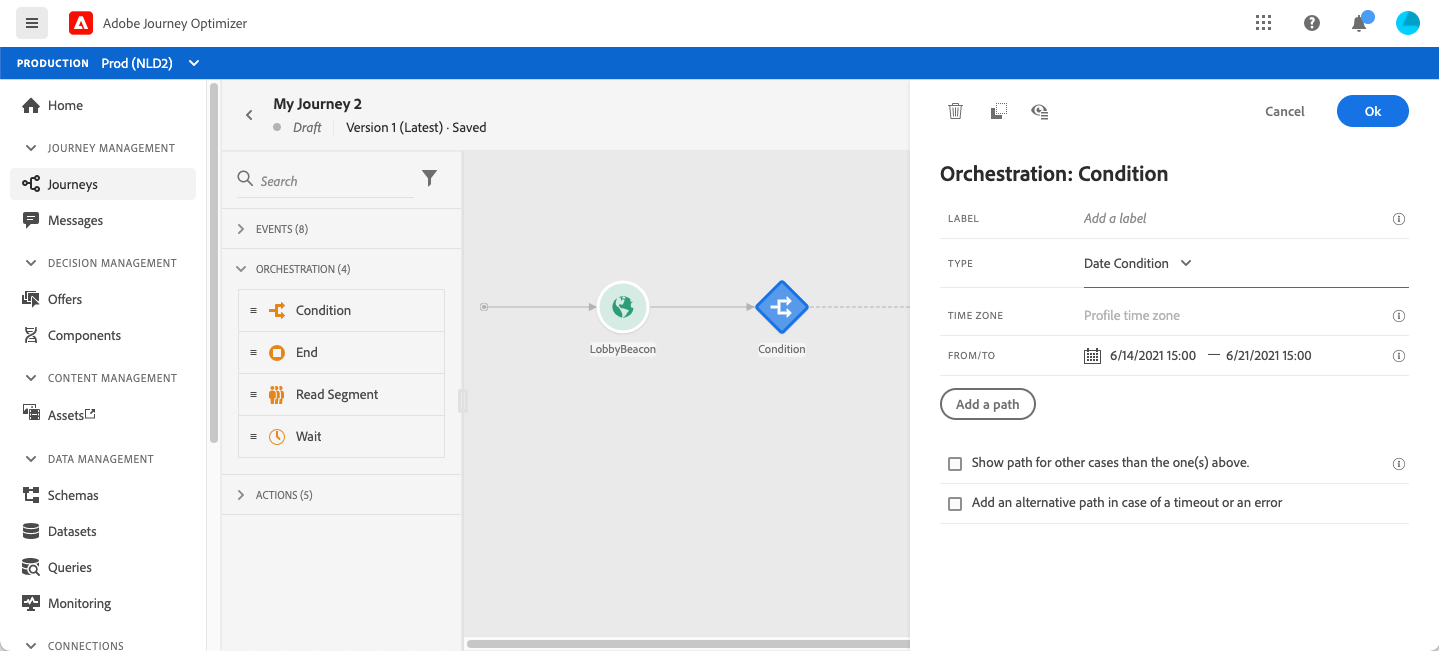 Adobe Journey Optimizer
PRODUCTION Prod (NLD2)
Home
JOURNEY MANAGEMENT
Journeys
Messages
DECISION MANAGEMENT
Offers
Components
CONTENT MANAGEMENT
Assets
DATA MANAGEMENT
Schemas
Datasets
Queries
Monitoring
CONNECTIONS
My Journey 2
Draft Version 1 (Latest) · Saved
Search
EVENTS (8)
ORCHESTRATION (4)
Condition
End
Read Segment
Wait
ACTIONS (5)
LobbyBeacon
Condition
Cancel Ok
Orchestration: Condition
LABEL Add a label
TYPE Date Condition
TIME ZONE Profile time zone
FROM/TO 6/14/2021 15:00 — 6/21/2021 15:00
Add a path
Show path for other cases than the one(s) above.
Add an alternative path in case of a timeout or an error